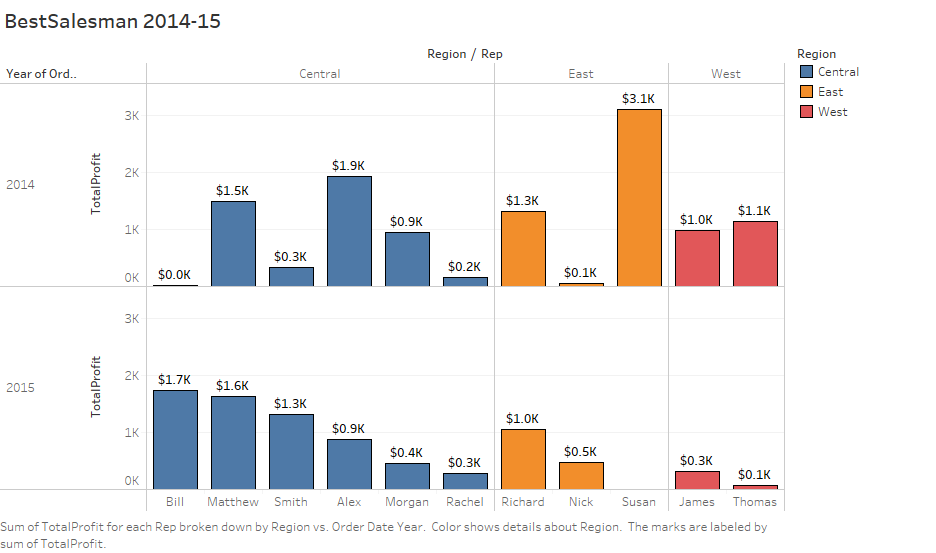 BestSalesman 2014-15
Region / Rep
Region
Year of Ord..
Central
East
West
Central
East
West
2014
TotalProfit
3K
2K
1K
0K
$0.0K
$1.5K
$0.3K
$1.9K
$0.9K
$0.2K
$1.3K
$0.1K
$3.1K
$1.0K
$1.1K
2015
TotalProfit
3K
2K
1K
0K
$1.7K
$1.6K
$1.3K
$0.9K
$0.4K
$0.3K
$1.0K
$0.5K
$0.3K
$0.1K
Bill
Matthew
Smith
Alex
Morgan
Rachel
Richard
Nick
Susan
James
Thomas
Sum of TotalProfit for each Rep broken down by Region vs. Order Date Year. Color shows details about Region. The marks are labeled by
sum of TotalProfit.